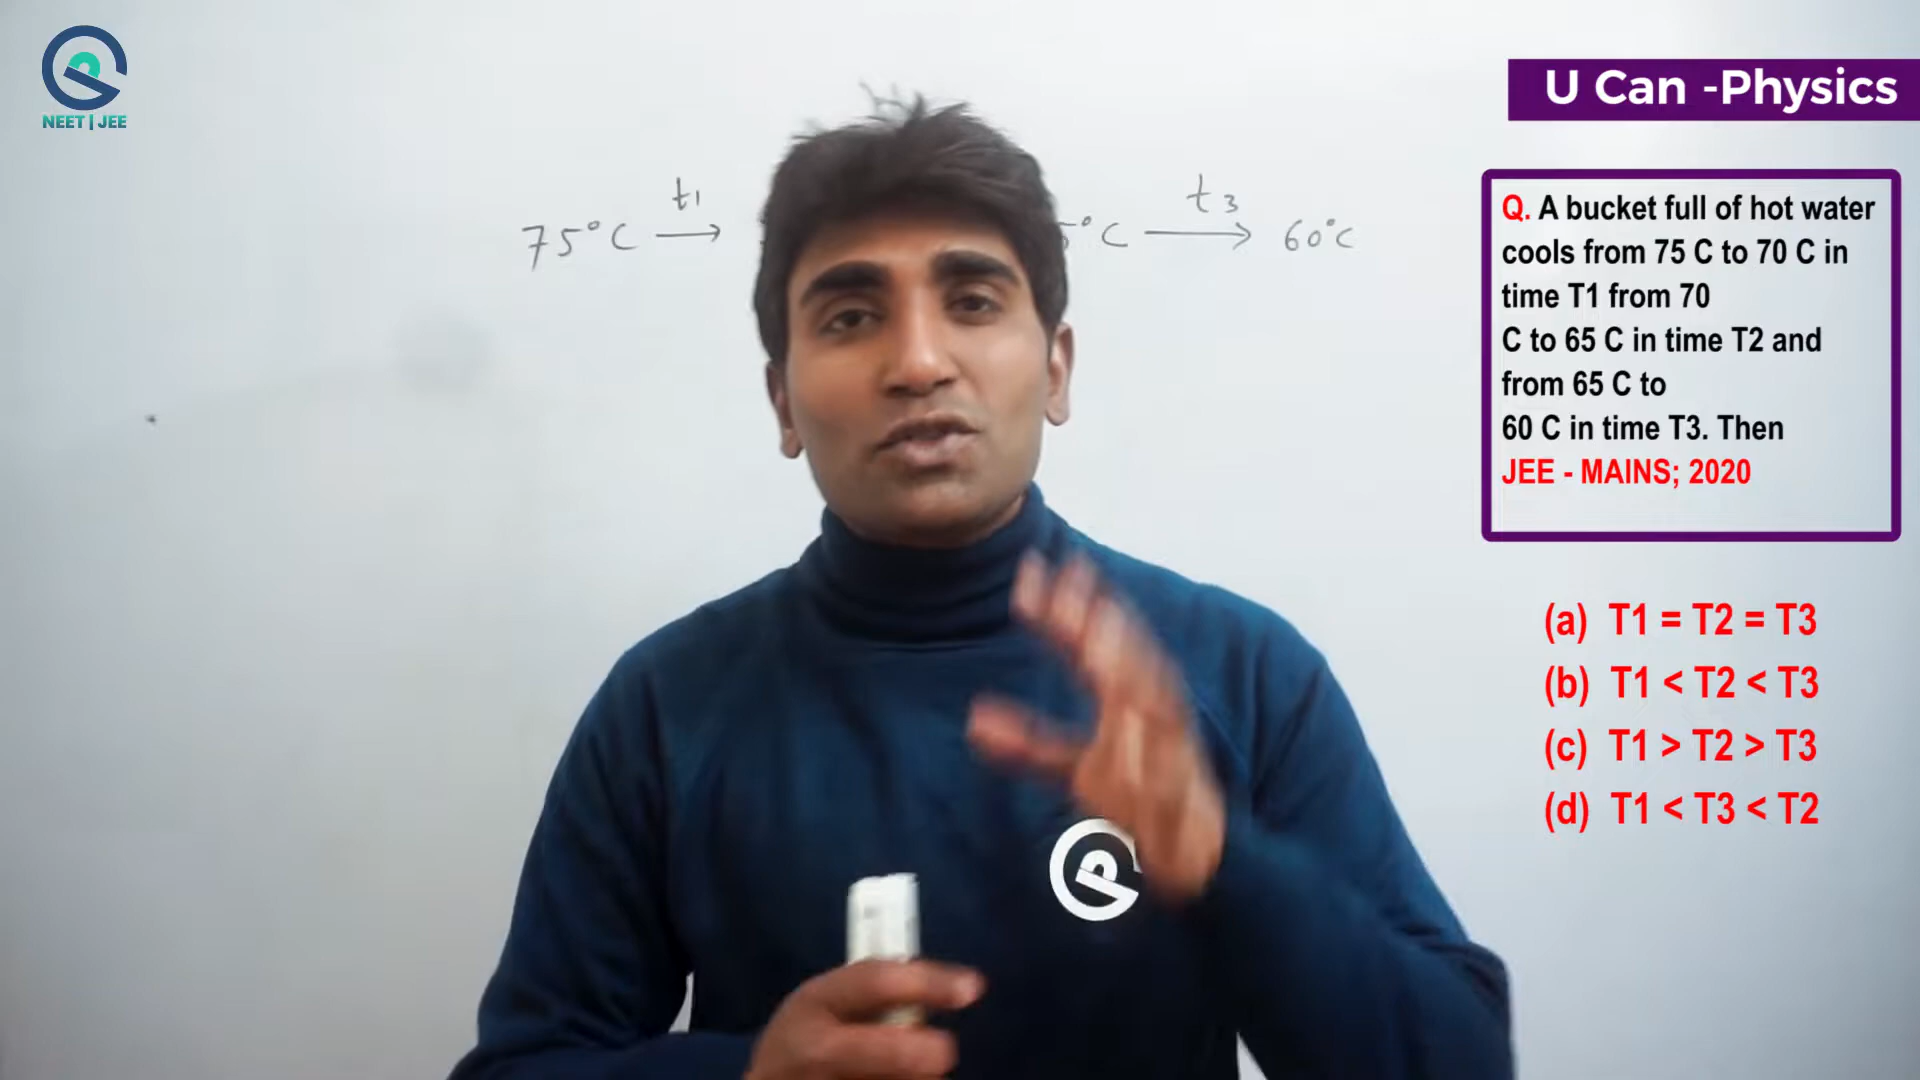 NEET | JEE
U Can -Physics
t1
t3
75°C → °C → 60°C
Q. A bucket full of hot water
cools from 75 C to 70 C in
time T1 from 70
C to 65 C in time T2 and
from 65 C to
60 C in time T3. Then
JEE - MAINS; 2020
(a) T1 = T2 = T3
(b) T1 < T2 < T3
(c) T1 > T2 > T3
(d) T1 < T3 < T2